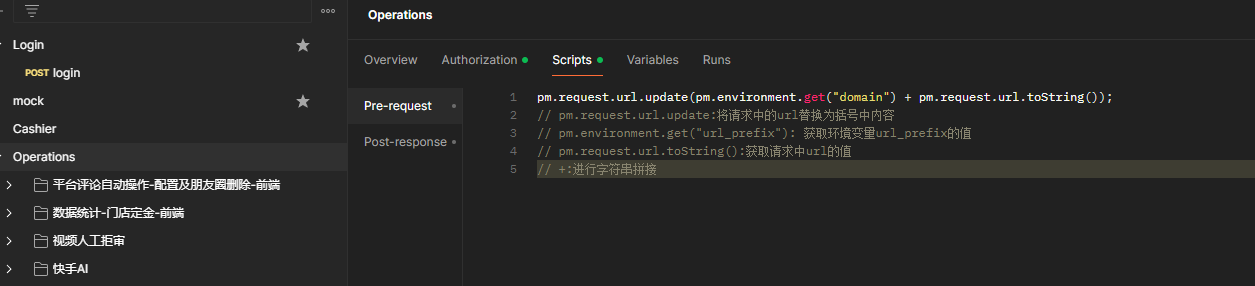 Operations
Login
POST login
mock
Cashier
Operations
平台评论自动操作-配置及朋友圈删除-前端
数据统计-门店定金-前端
视频人工拒审
快手AI
Overview
Authorization
Scripts
Variables
Runs
Pre-request
Post-response
1 pm.request.url.update(pm.environment.get("domain") + pm.request.url.toString());
2 // pm.request.url.update:将请求中的url替换为括号中内容
3 // pm.environment.get("url_prefix"): 获取环境变量url_prefix的值
4 // pm.request.url.toString():获取请求中url的值
5 // +:进行字符串拼接